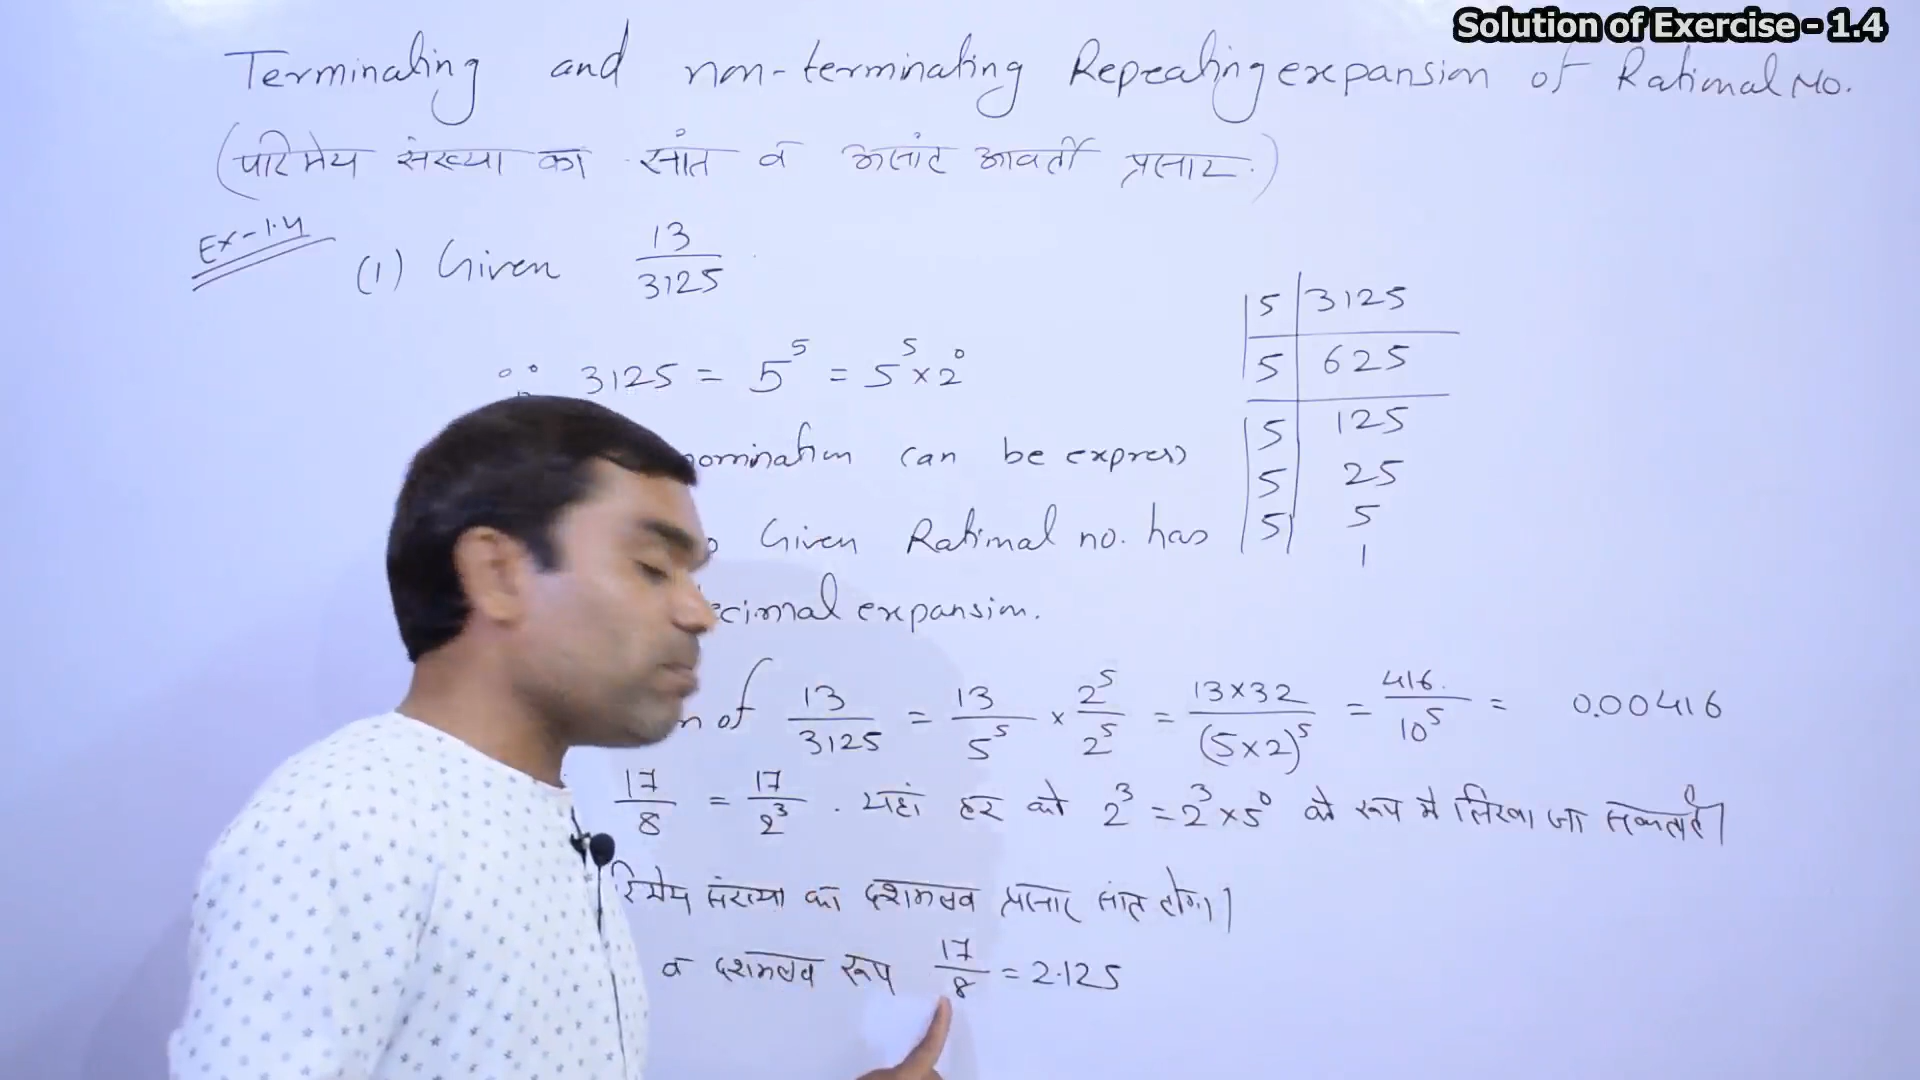 Solution of Exercise - 1.4
Terminating and non-terminating Repeating expansion of Rational No.
(परिमेय संख्या का सांत व असांत आवर्ती प्रसार.)
Ex-1.4
(1) Given 13/3125
∵ 3125 = 5^5 = 5^5 × 2^0
5 | 3125
5 | 625
5 | 125
5 | 25
5 | 5
1
nomination can be express
Given Rational no. has
ecimal expansion.
n of 13/3125 = 13/5^5 × 2^5/2^5 = 13×32/(5×2)^5 = 416/10^5 = 0.00416
17/8 = 17/2^3 . यहां हर को 2^3 = 2^3 × 5^0 के रूप में लिखा जा सकता है।
रिमेय संख्या का दशमलव प्रसार सांत होगा।
व दशमलव रूप 17/8 = 2.125